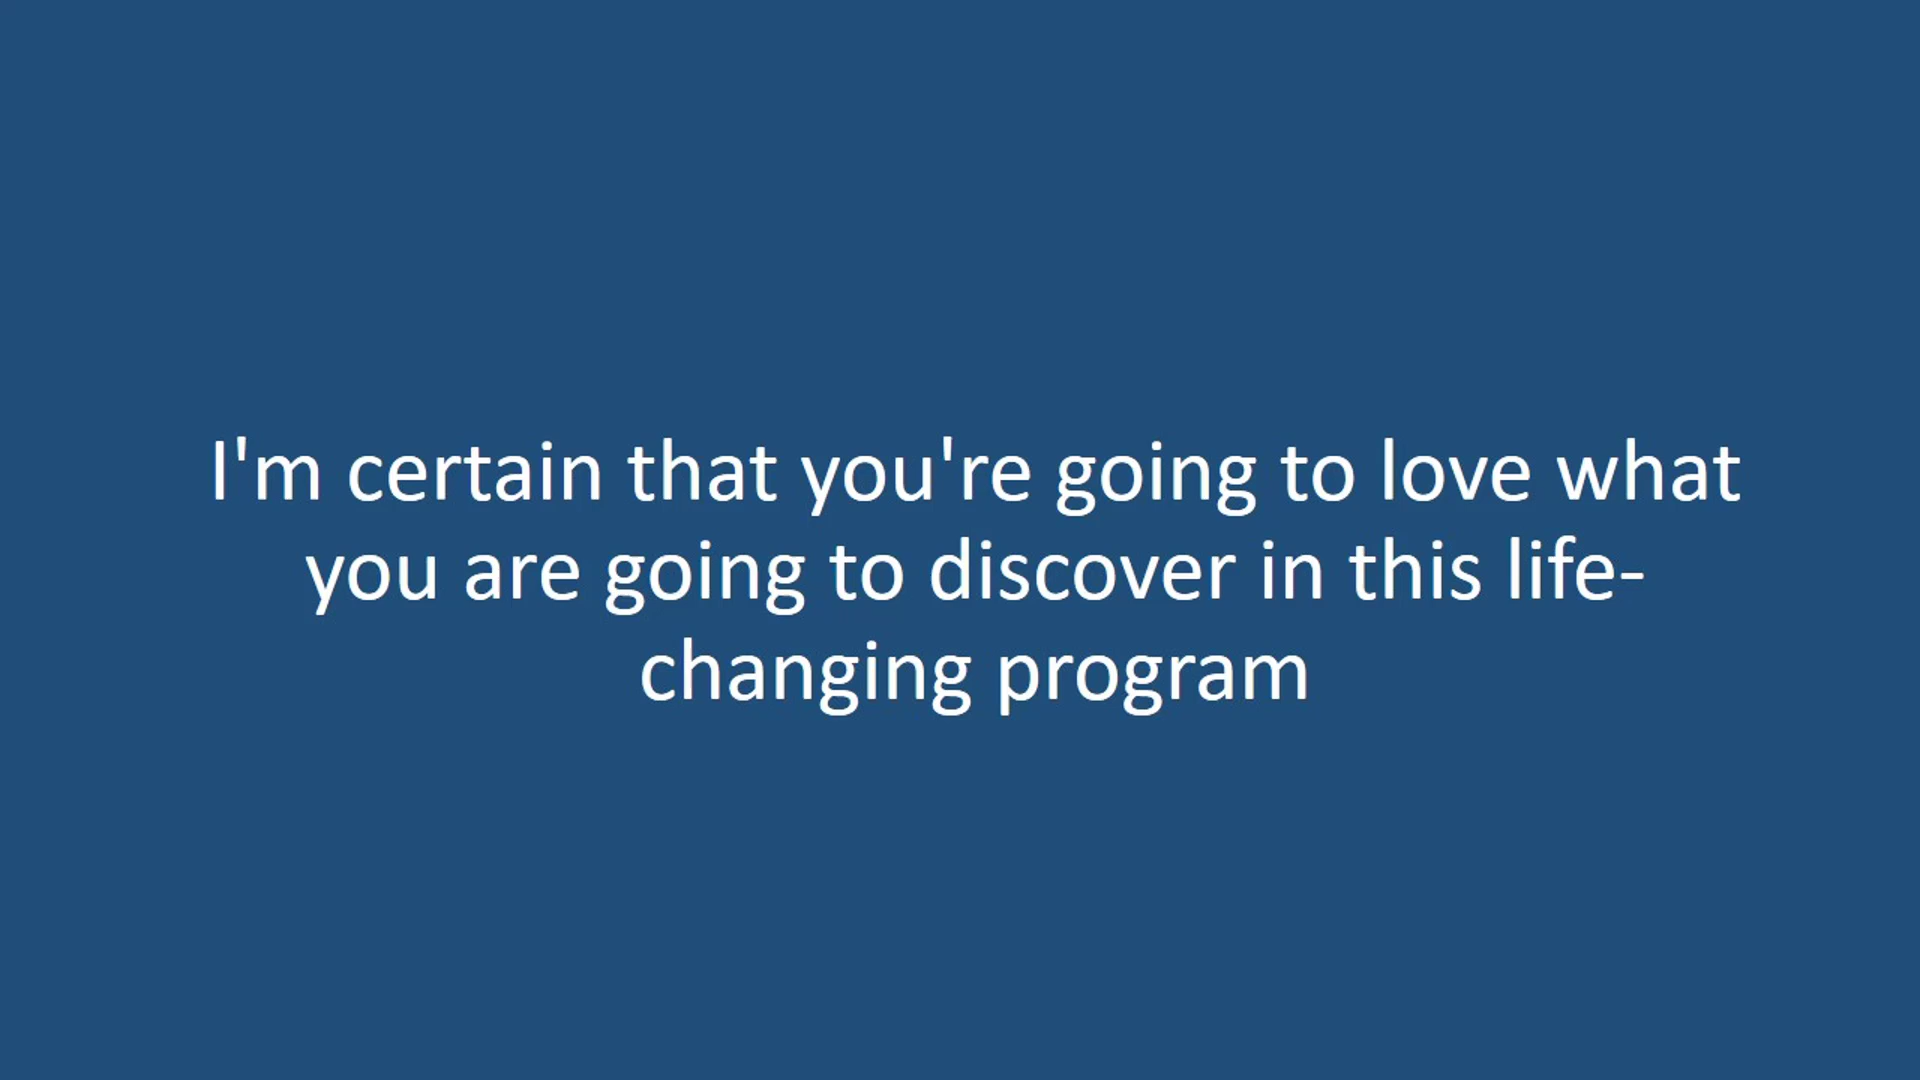 I'm certain that you're going to love what
you are going to discover in this life-
changing program